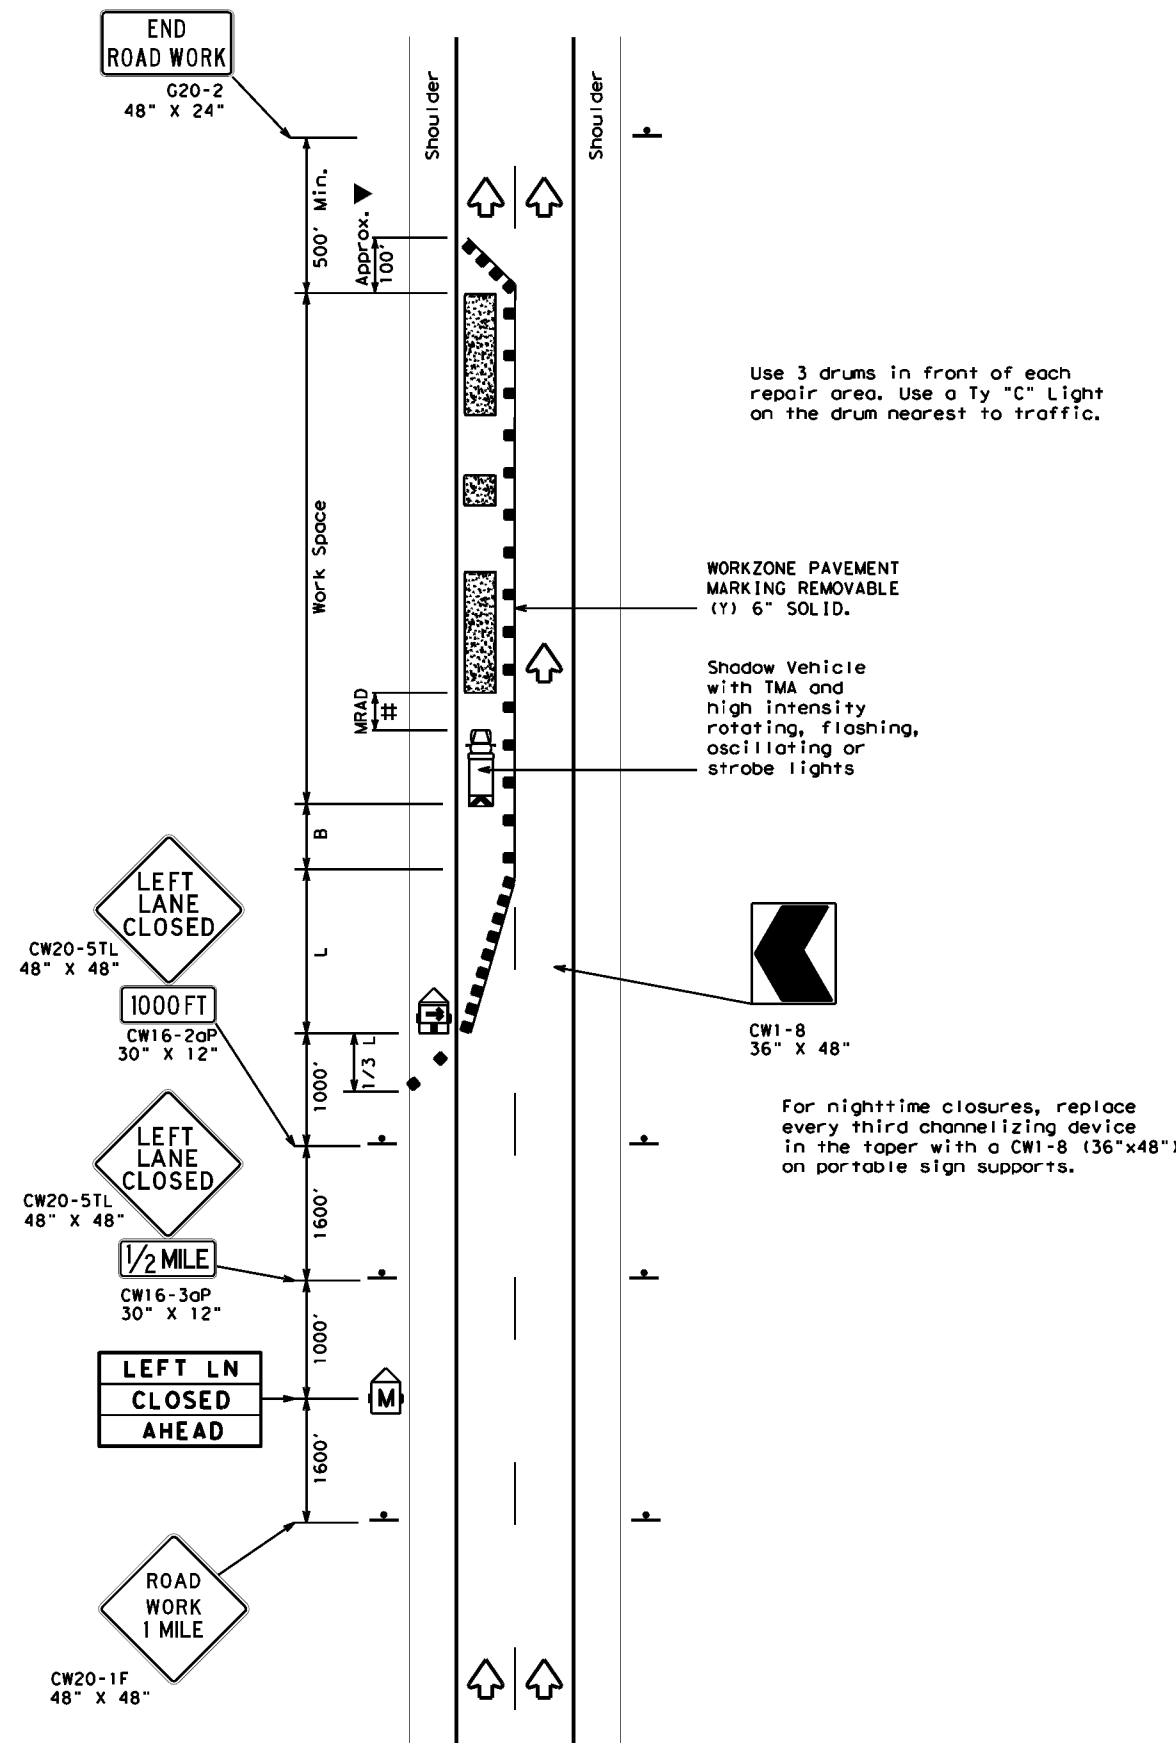 END
ROAD WORK
G20-2
48" X 24"
Shoulder
Shoulder
500' Min.
Approx.
100'
Use 3 drums in front of each
repair area. Use a Ty "C" Light
on the drum nearest to traffic.
Work Space
WORKZONE PAVEMENT
MARKING REMOVABLE
(Y) 6" SOLID.
Shadow Vehicle
with TMA and
high intensity
rotating, flashing,
oscillating or
strobe lights
MRAD
#
B
LEFT
LANE
CLOSED
CW20-5TL
48" X 48"
1000 FT
CW16-2aP
30" X 12"
L
CW1-8
36" X 48"
1000'
1/3 L
For nighttime closures, replace
every third channelizing device
in the taper with a CW1-8 (36"x48")
on portable sign supports.
LEFT
LANE
CLOSED
CW20-5TL
48" X 48"
1/2 MILE
CW16-3aP
30" X 12"
1600'
1000'
LEFT LN
CLOSED
AHEAD
M
1600'
ROAD
WORK
1 MILE
CW20-1F
48" X 48"